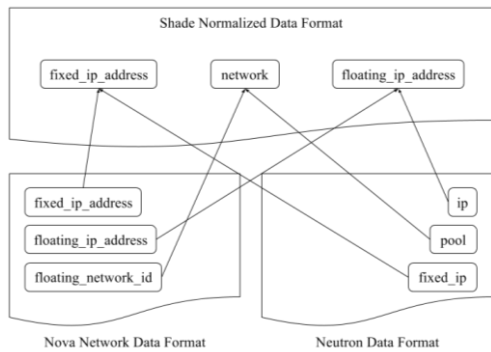 Shade Normalized Data Format
fixed_ip_address network floating_ip_address
fixed_ip_address
floating_ip_address
floating_network_id
ip
pool
fixed_ip
Nova Network Data Format
Neutron Data Format